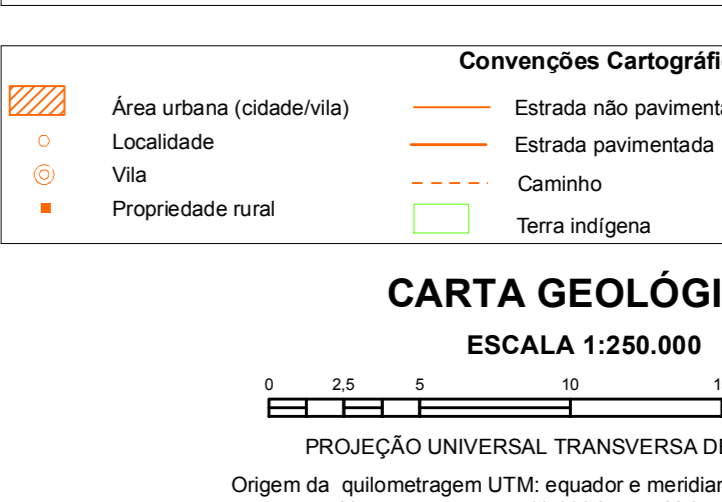 Convenções Cartográfi
Área urbana (cidade/vila)
Localidade
Vila
Propriedade rural
Estrada não pavimenta
Estrada pavimentada
Caminho
Terra indígena
CARTA GEOLÓGI
ESCALA 1:250.000
0 2,5 5 10 1
PROJEÇÃO UNIVERSAL TRANSVERSA DE
Origem da quilometragem UTM: equador e meridian